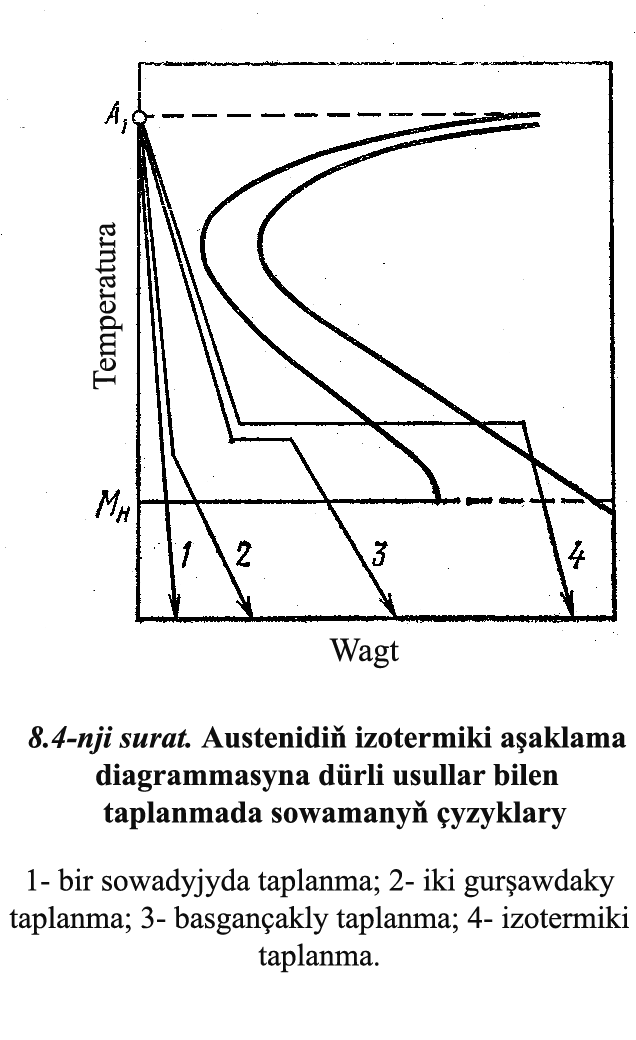 A₁
Temperatura
Mн
1 2 3 4
Wagt
8.4-nji surat. Austenidiň izotermiki aşaklama
diagrammasyna dürli usullar bilen
taplanmada sowamanyň çyzyklary
1- bir sowadyjyda taplanma; 2- iki gurşawdaky
taplanma; 3- basgançakly taplanma; 4- izotermiki
taplanma.